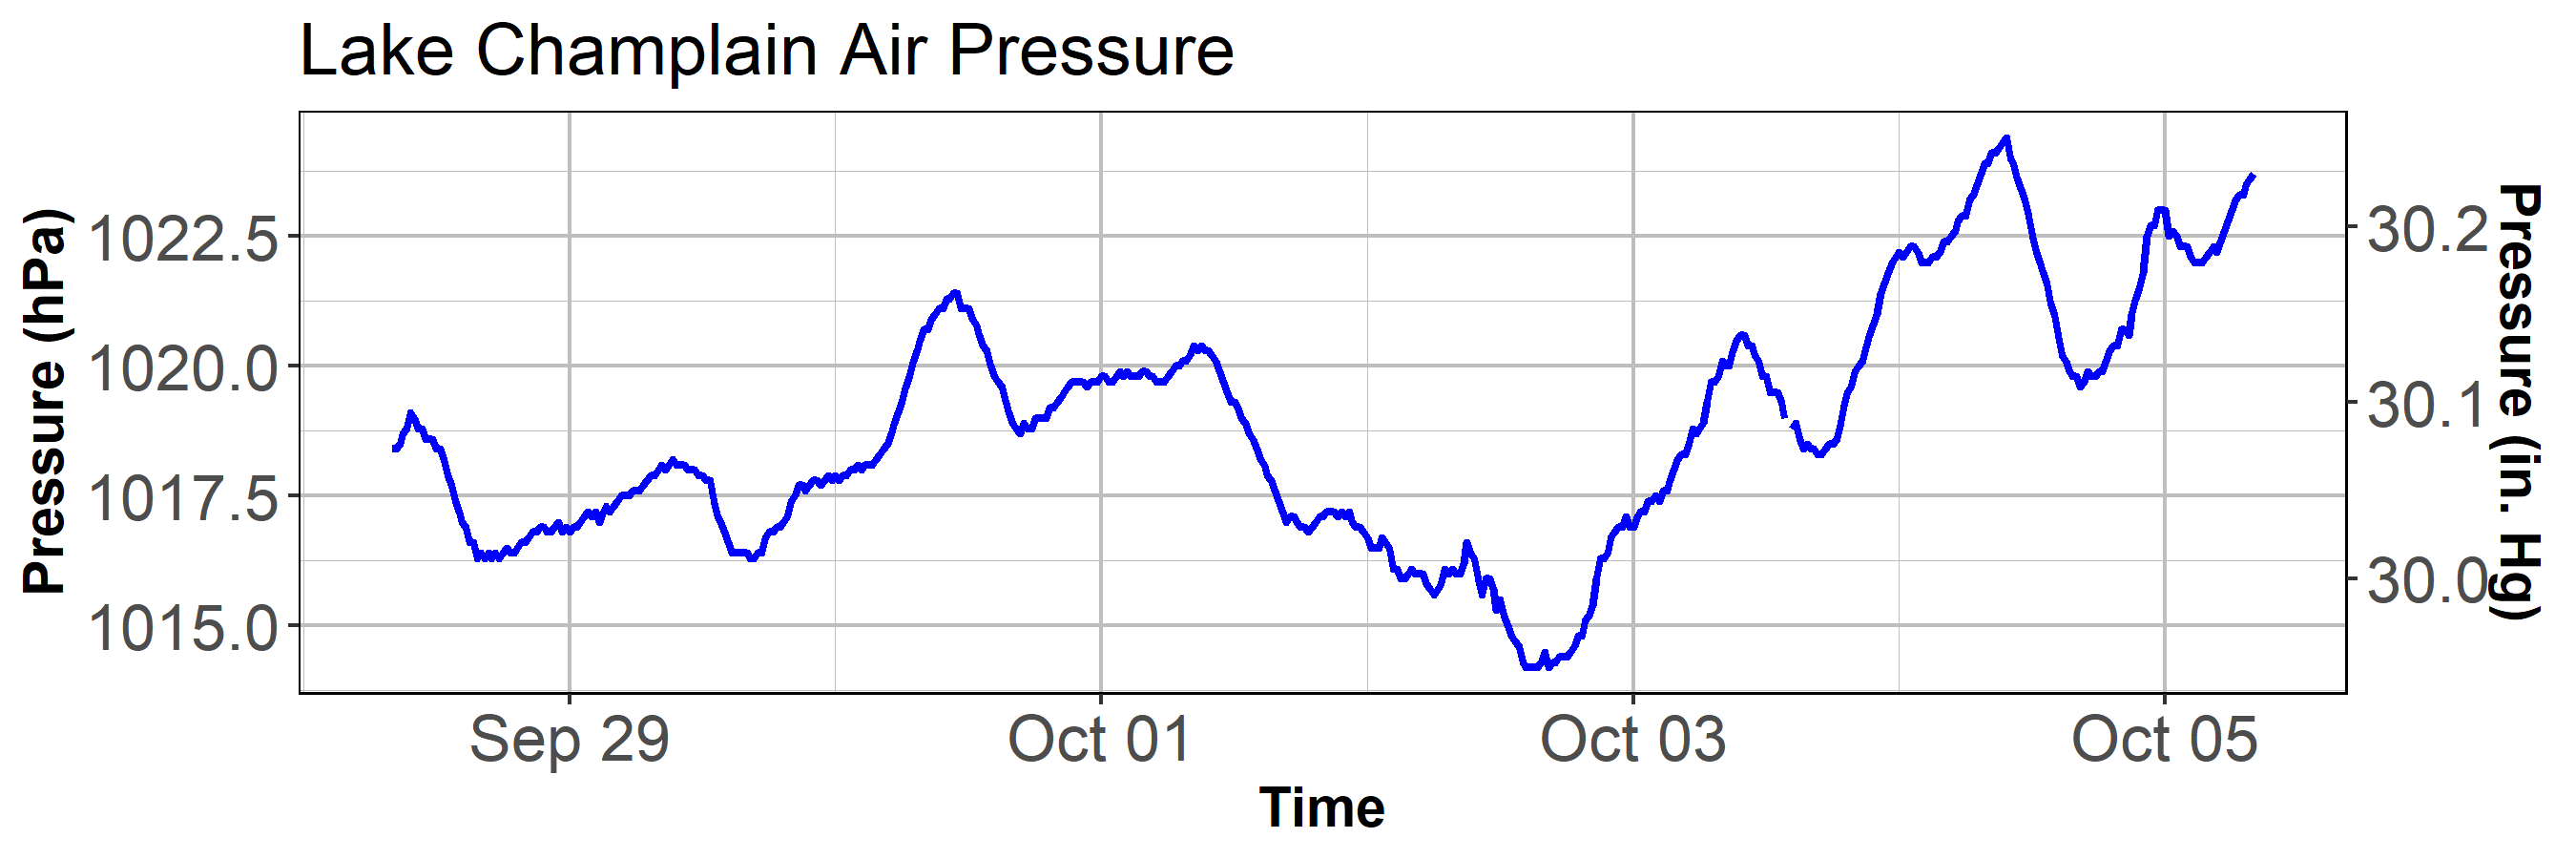 Lake Champlain Air Pressure
Pressure (hPa)
1022.5
1020.0
1017.5
1015.0
30.2
30.1
30.0
Pressure (in. Hg)
Sep 29
Oct 01
Oct 03
Oct 05
Time